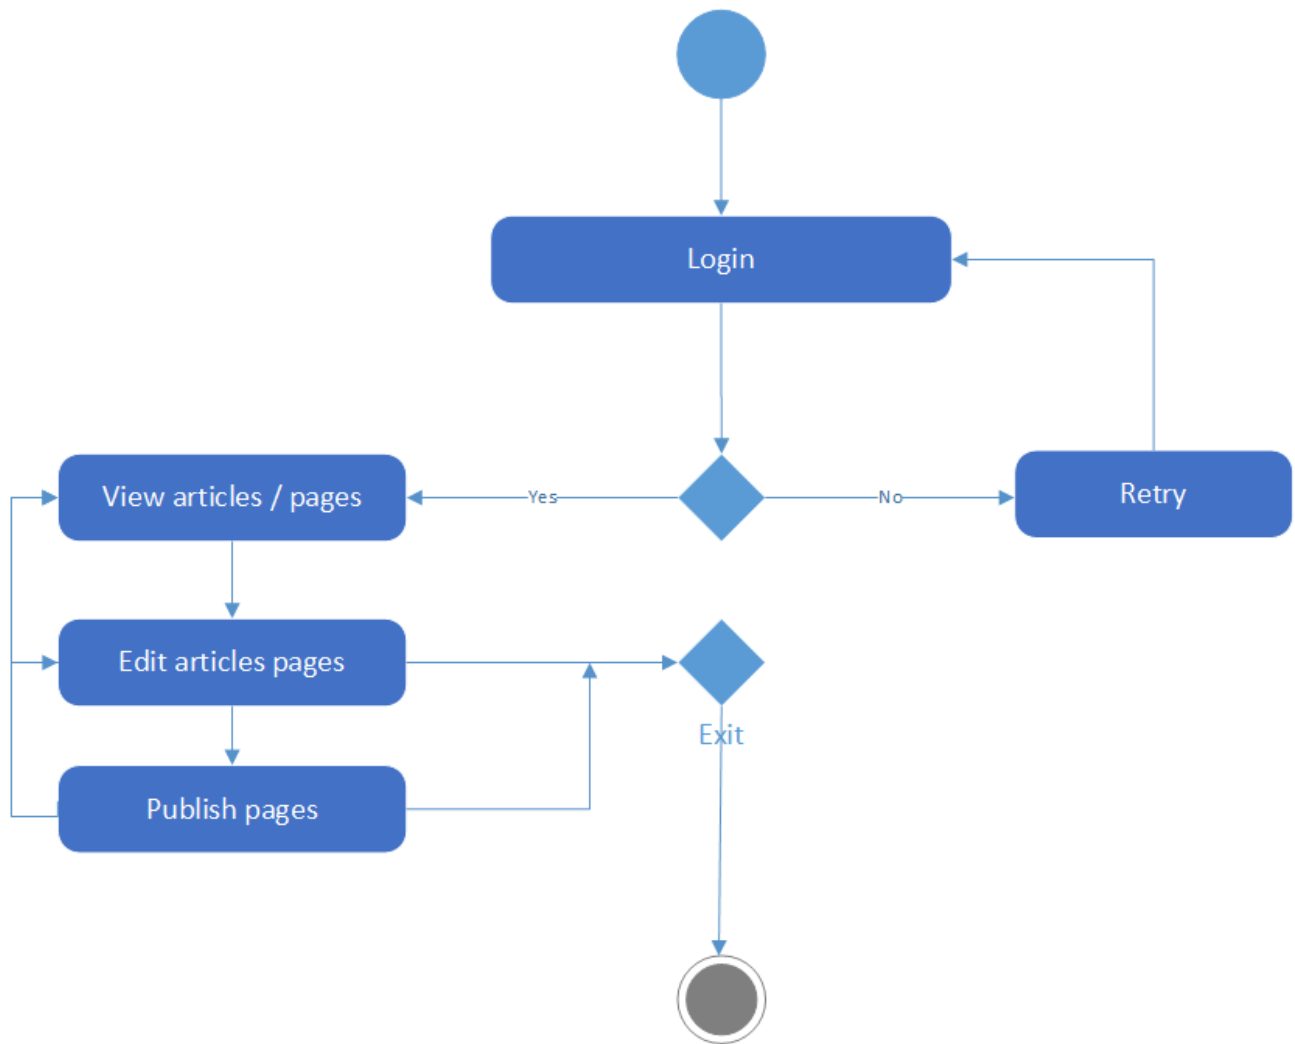 Login
View articles / pages
Yes
No
Retry
Edit articles pages
Exit
Publish pages